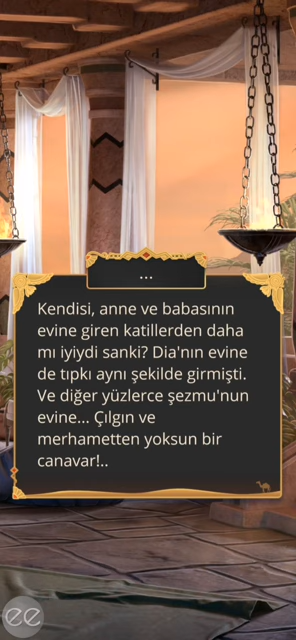 ...
Kendisi, anne ve babasının
evine giren katillerden daha
mı iyiydi sanki? Dia'nın evine
de tıpkı aynı şekilde girmişti.
Ve diğer yüzlerce şezmu'nun
evine... Çılgın ve
merhametten yoksun bir
canavar!..
ee